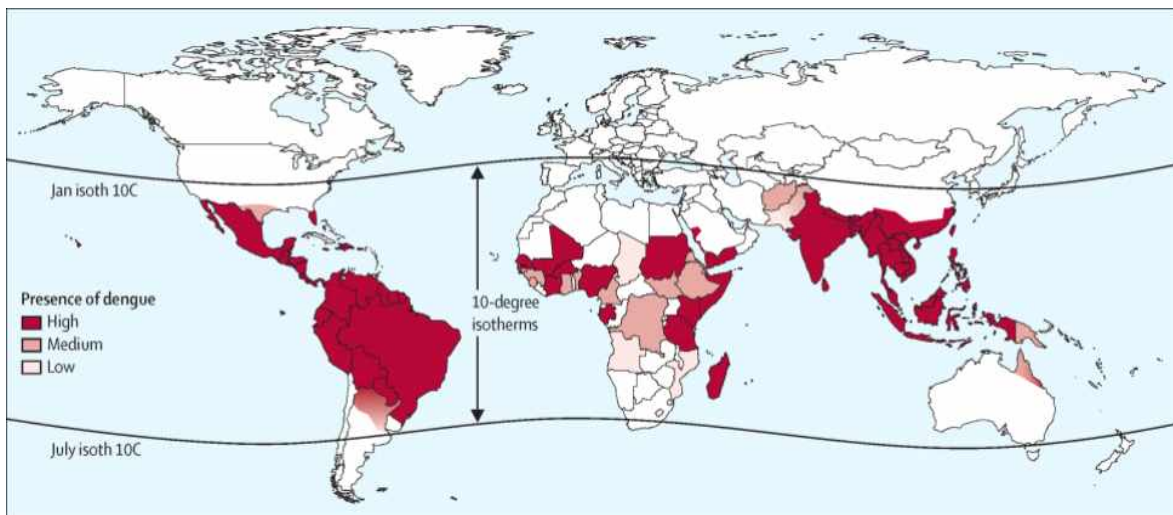 Jan isoth 10C
Presence of dengue
High
Medium
Low
10-degree
isotherms
July isoth 10C